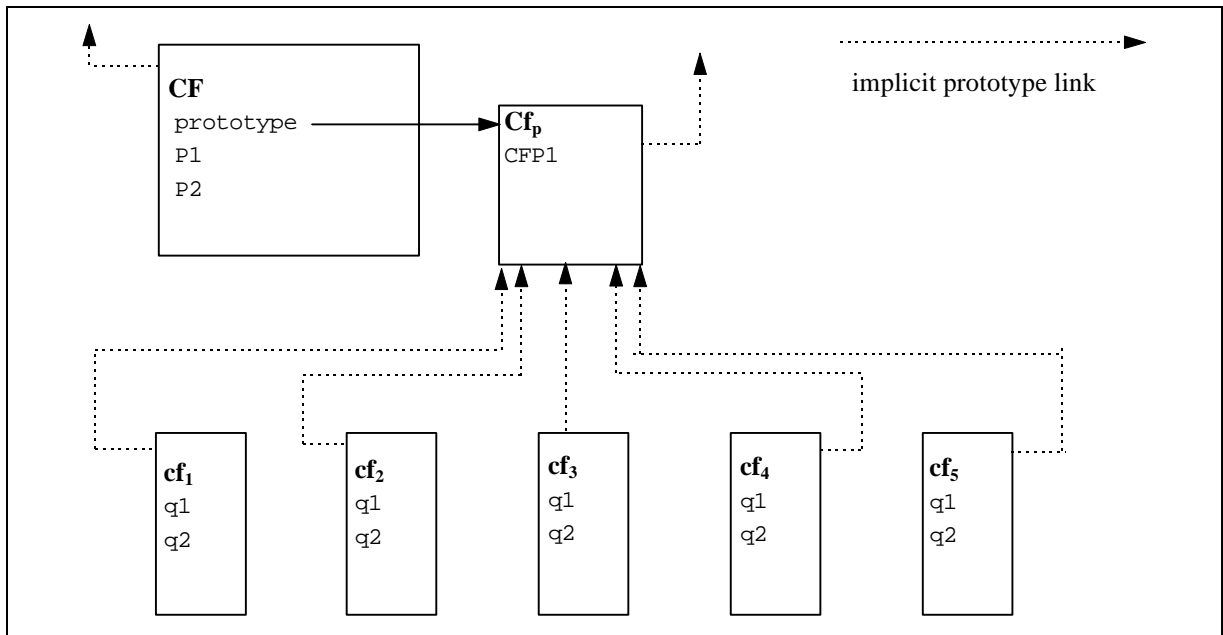 CF
prototype
P1
P2
Cfp
CFP1
implicit prototype link
cf1
q1
q2
cf2
q1
q2
cf3
q1
q2
cf4
q1
q2
cf5
q1
q2